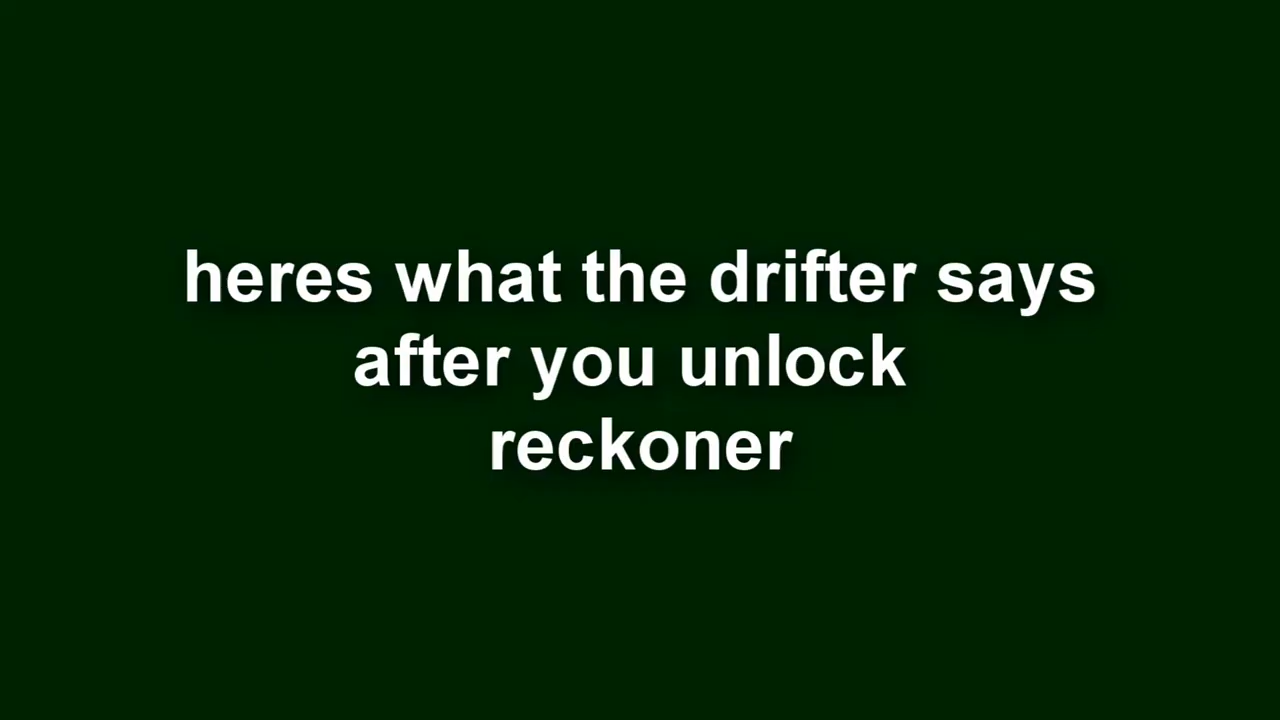 heres what the drifter says
after you unlock
reckoner